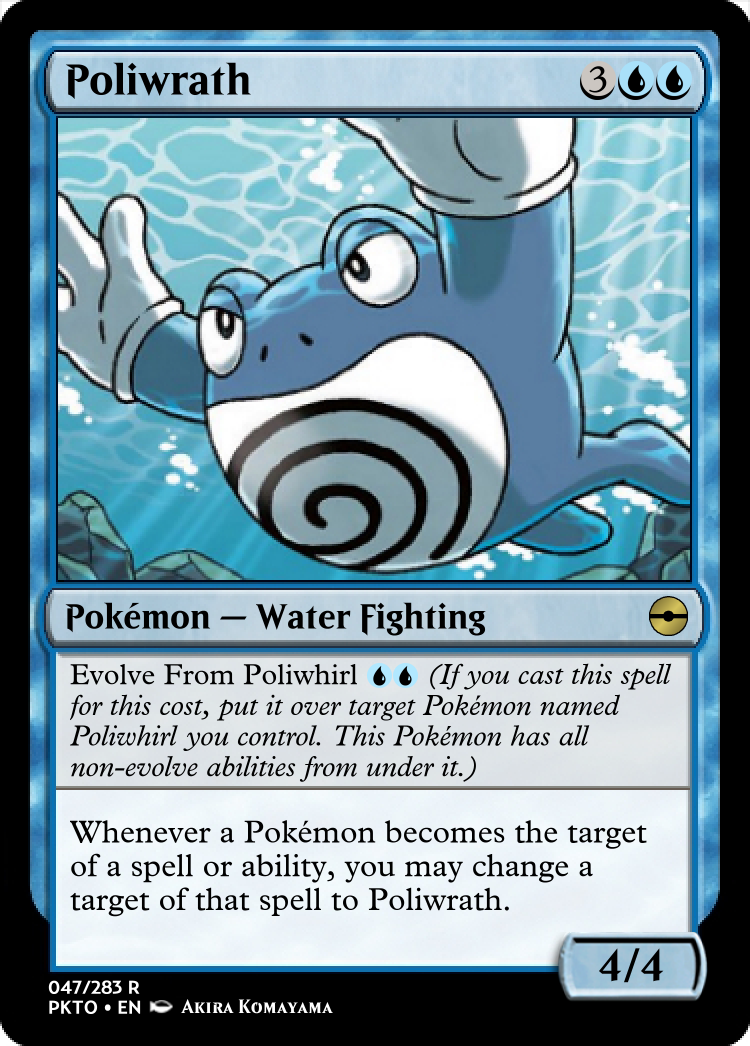 Poliwrath 3
Pokémon — Water Fighting
Evolve From Poliwhirl (If you cast this spell
for this cost, put it over target Pokémon named
Poliwhirl you control. This Pokémon has all
non-evolve abilities from under it.)
Whenever a Pokémon becomes the target
of a spell or ability, you may change a
target of that spell to Poliwrath.
4/4
047/283 R
PKTO • EN Akira Komayama